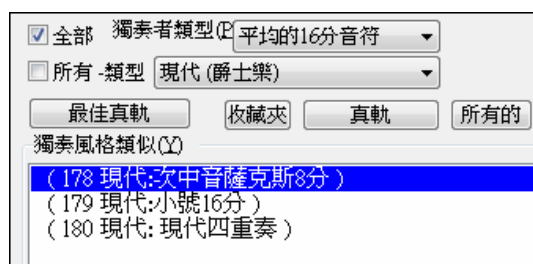 全部 獨奏者類型(P 平均的16分音符
所有 -類型 現代 (爵士樂)
最佳真軌 收藏夾 真軌 所有的
獨奏風格類似(Y)
( 178 現代:次中音薩克斯8分 )
( 179 現代:小號16分 )
( 180 現代: 現代四重奏 )